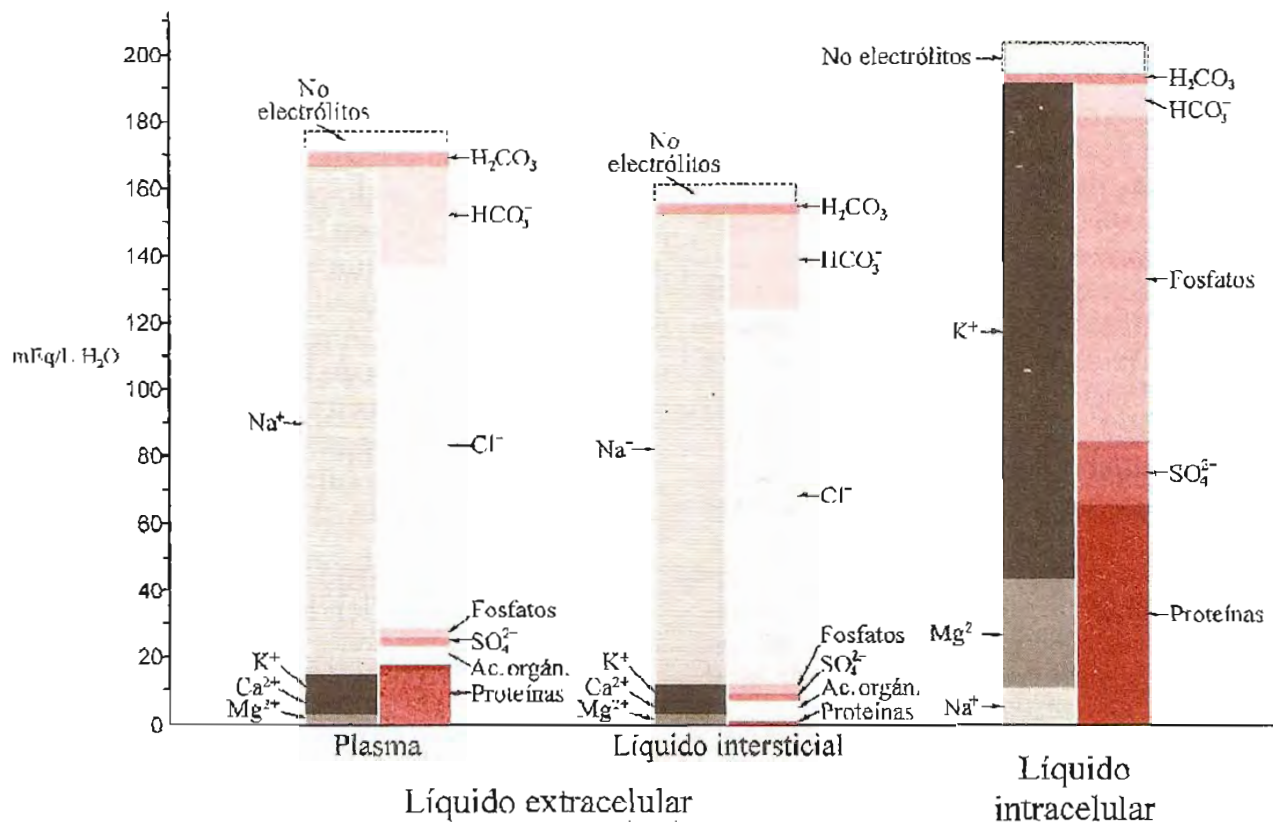 200
180
160
140
120
100
80
60
40
20
0
mEq/L H₂O
No
electrólitos
H₂CO₃
HCO₃⁻
Na⁺
Cl⁻
Fosfatos
SO₄²⁻
Ac. orgán.
Proteínas
K⁺
Ca²⁺
Mg²⁺
Plasma
No
electrólitos
H₂CO₃
HCO₃⁻
Na⁻
Cl⁻
Fosfatos
SO₄²⁻
Ac. orgán.
Proteínas
K⁺
Ca²⁺
Mg²⁺
Líquido intersticial
Líquido extracelular
No electrólitos
H₂CO₃
HCO₃⁻
Fosfatos
K⁺
SO₄²⁻
Mg²
Proteínas
Na⁺
Líquido
intracelular